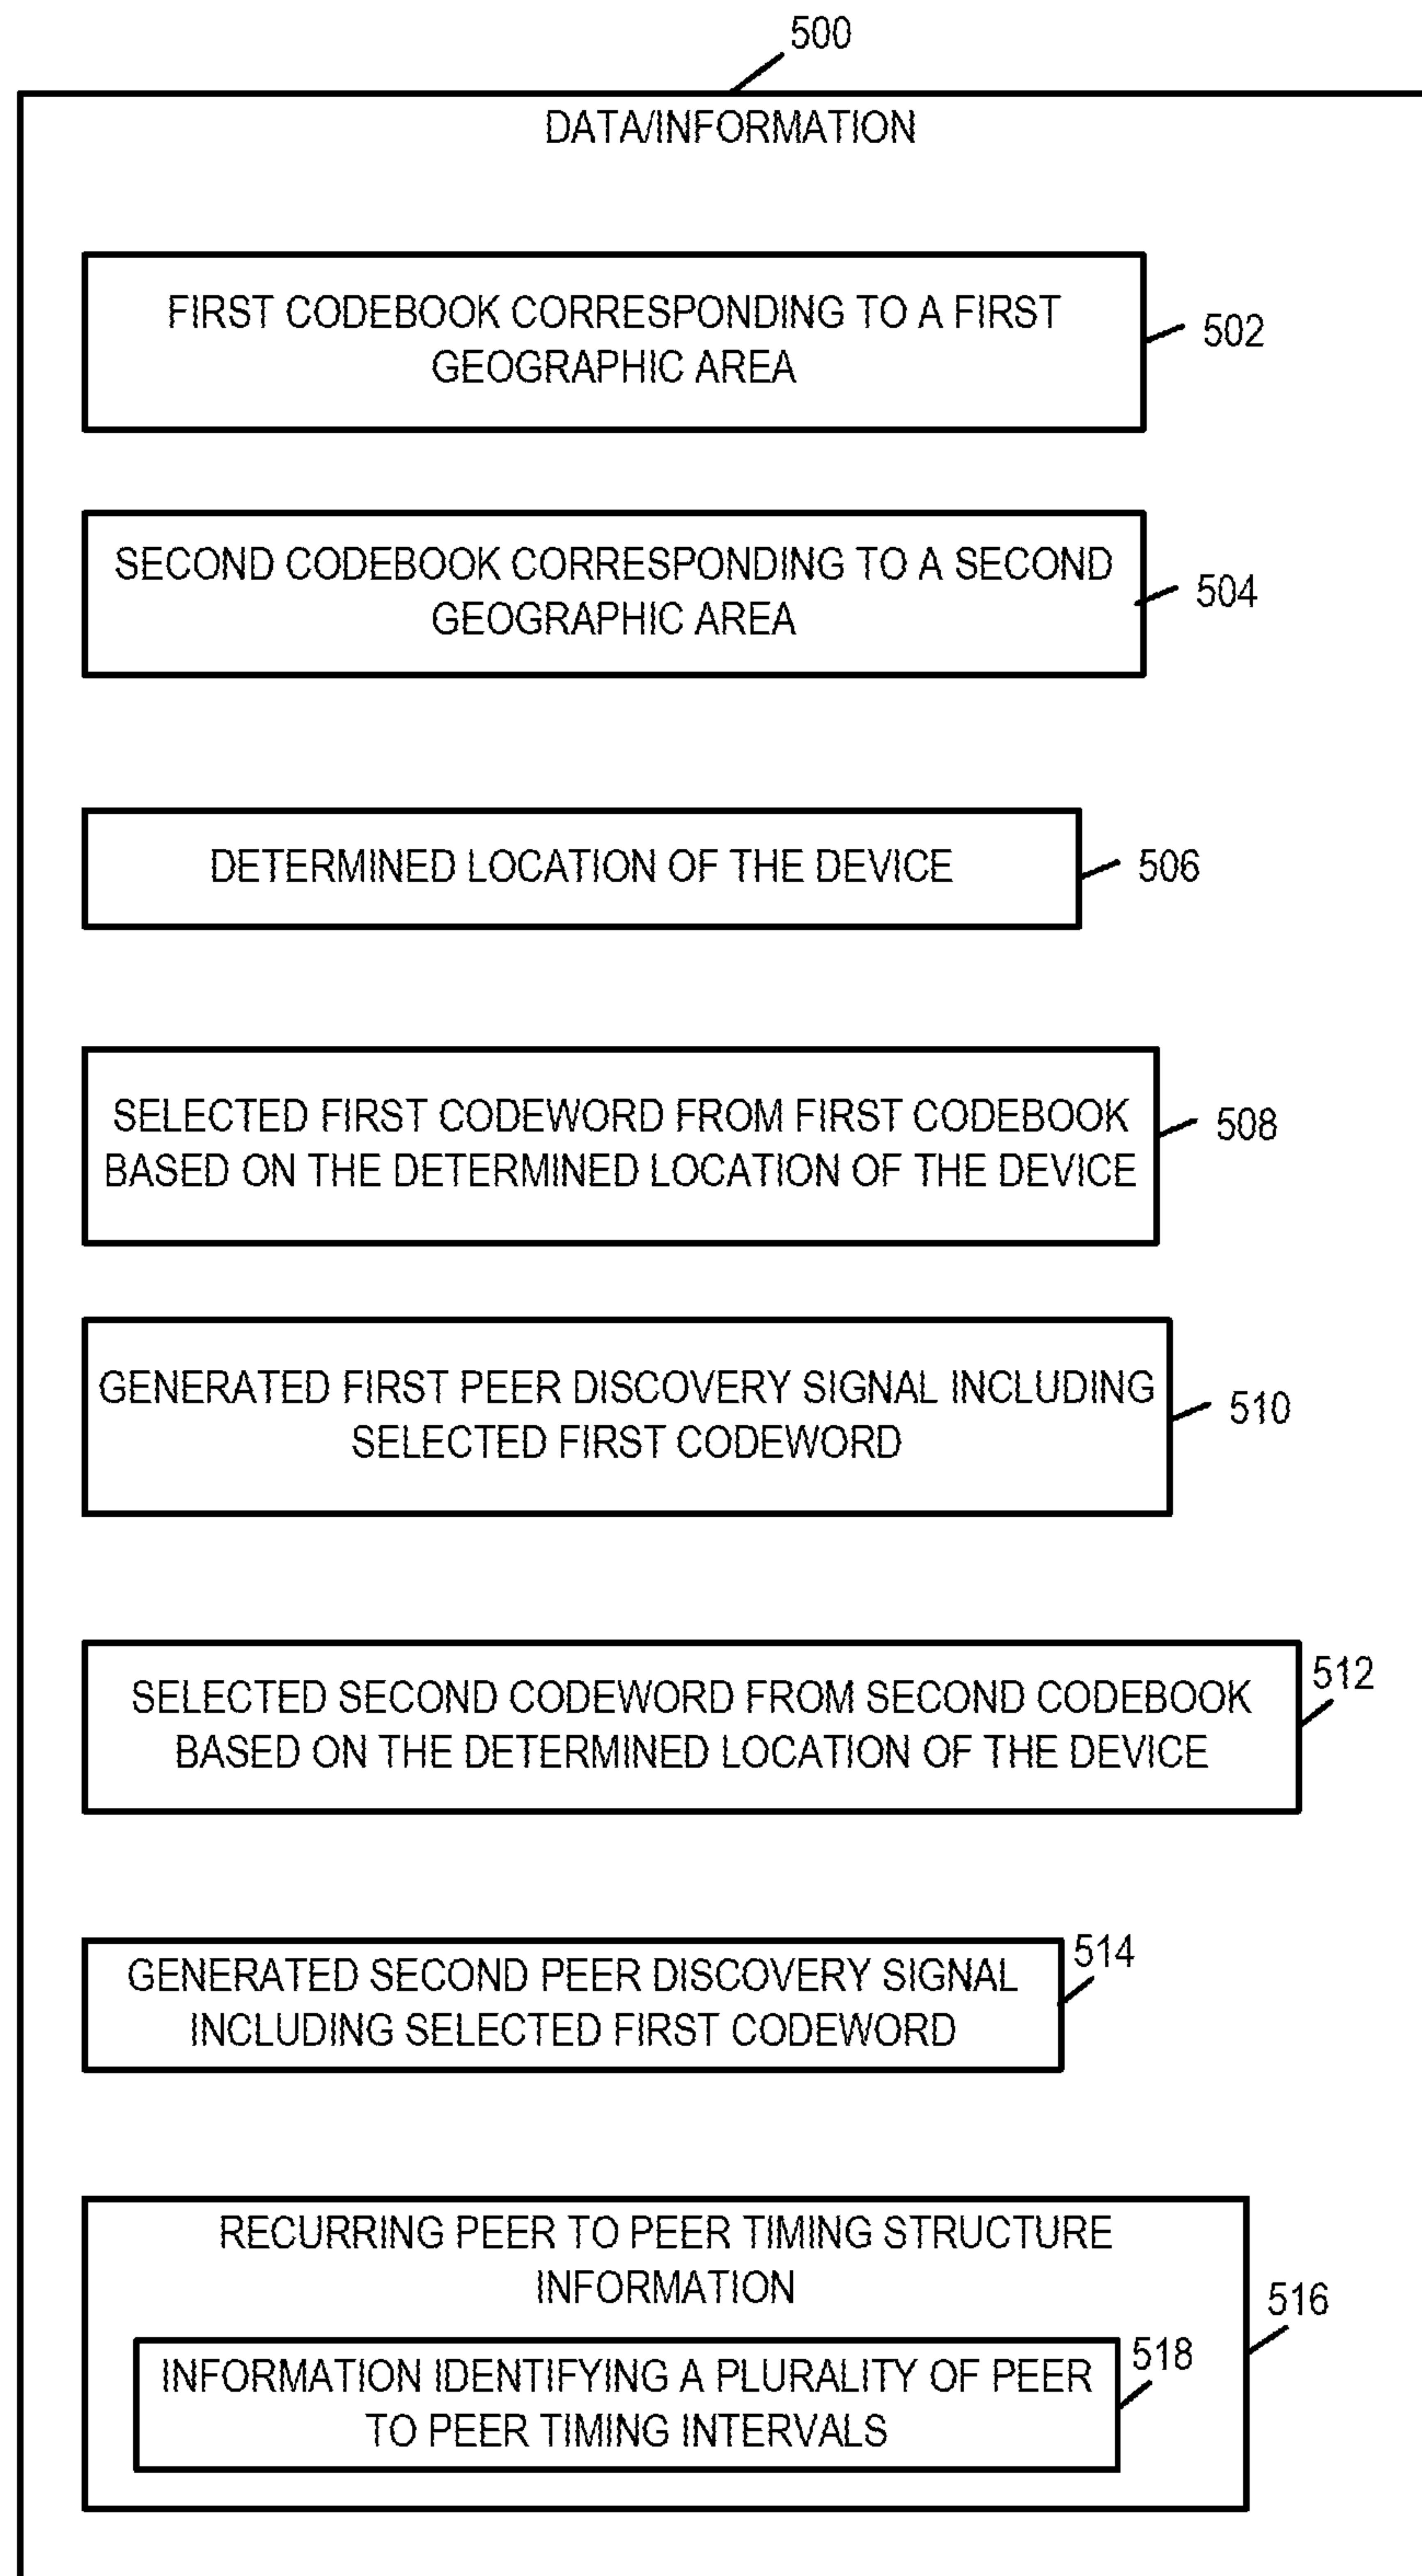 500
DATA/INFORMATION
FIRST CODEBOOK CORRESPONDING TO A FIRST
GEOGRAPHIC AREA
502
SECOND CODEBOOK CORRESPONDING TO A SECOND
GEOGRAPHIC AREA
504
DETERMINED LOCATION OF THE DEVICE
506
SELECTED FIRST CODEWORD FROM FIRST CODEBOOK
BASED ON THE DETERMINED LOCATION OF THE DEVICE
508
GENERATED FIRST PEER DISCOVERY SIGNAL INCLUDING
SELECTED FIRST CODEWORD
510
SELECTED SECOND CODEWORD FROM SECOND CODEBOOK
BASED ON THE DETERMINED LOCATION OF THE DEVICE
512
GENERATED SECOND PEER DISCOVERY SIGNAL
INCLUDING SELECTED FIRST CODEWORD
514
RECURRING PEER TO PEER TIMING STRUCTURE
INFORMATION
516
INFORMATION IDENTIFYING A PLURALITY OF PEER
TO PEER TIMING INTERVALS
518